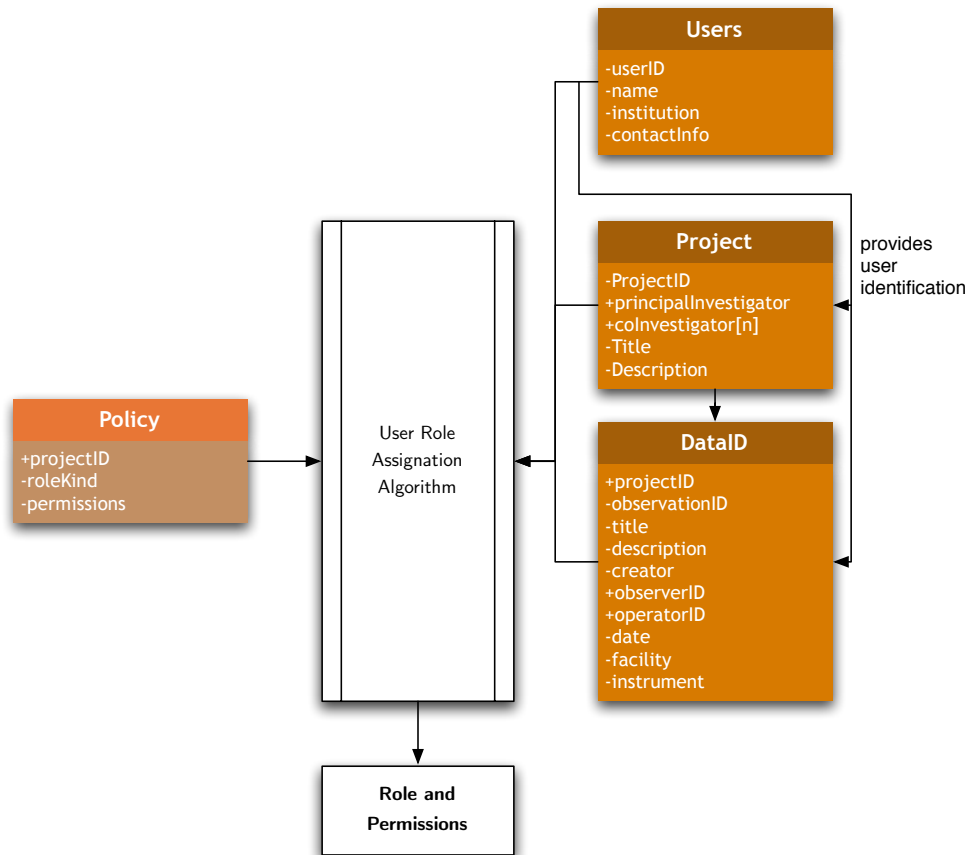 Users
-userID
-name
-institution
-contactInfo
Project
-ProjectID
+principalInvestigator
+coInvestigator[n]
-Title
-Description
provides
user
identification
Policy
+projectID
-roleKind
-permissions
User Role
Assignation
Algorithm
DataID
+projectID
-observationID
-title
-description
-creator
+observerID
+operatorID
-date
-facility
-instrument
Role and
Permissions